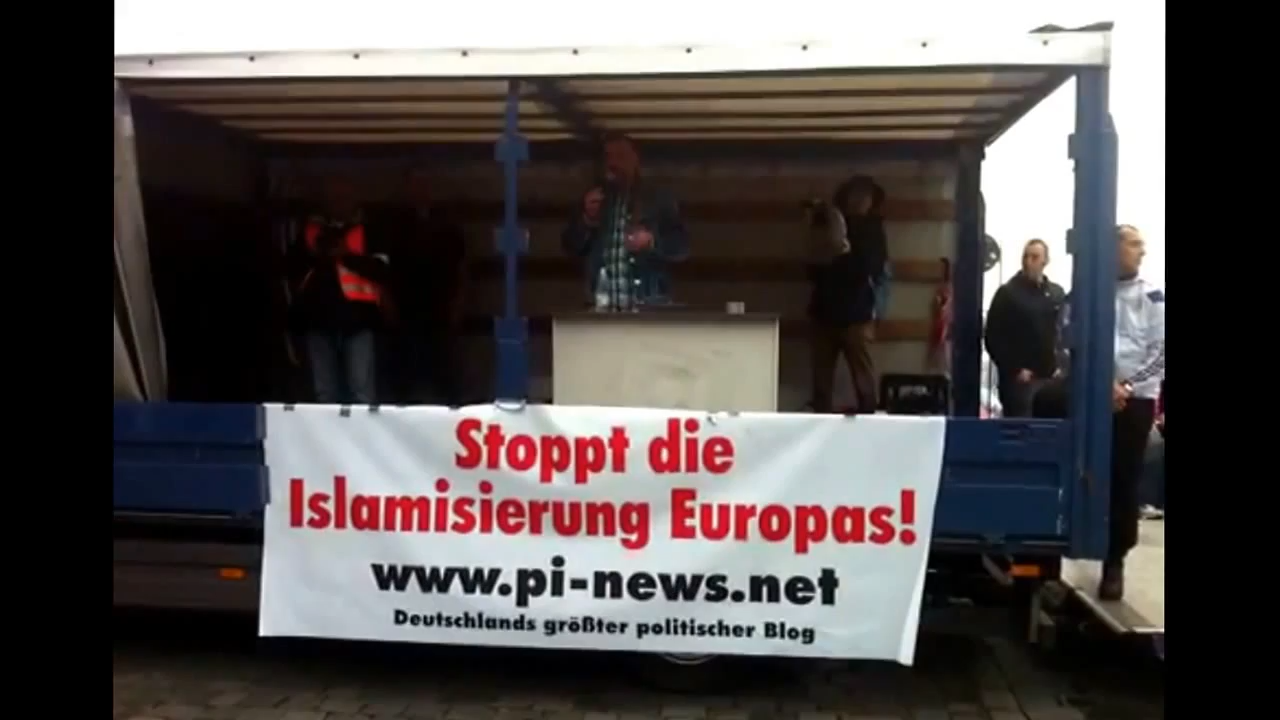 Stoppt die
Islamisierung Europas!
www.pi-news.net
Deutschlands größter politischer Blog